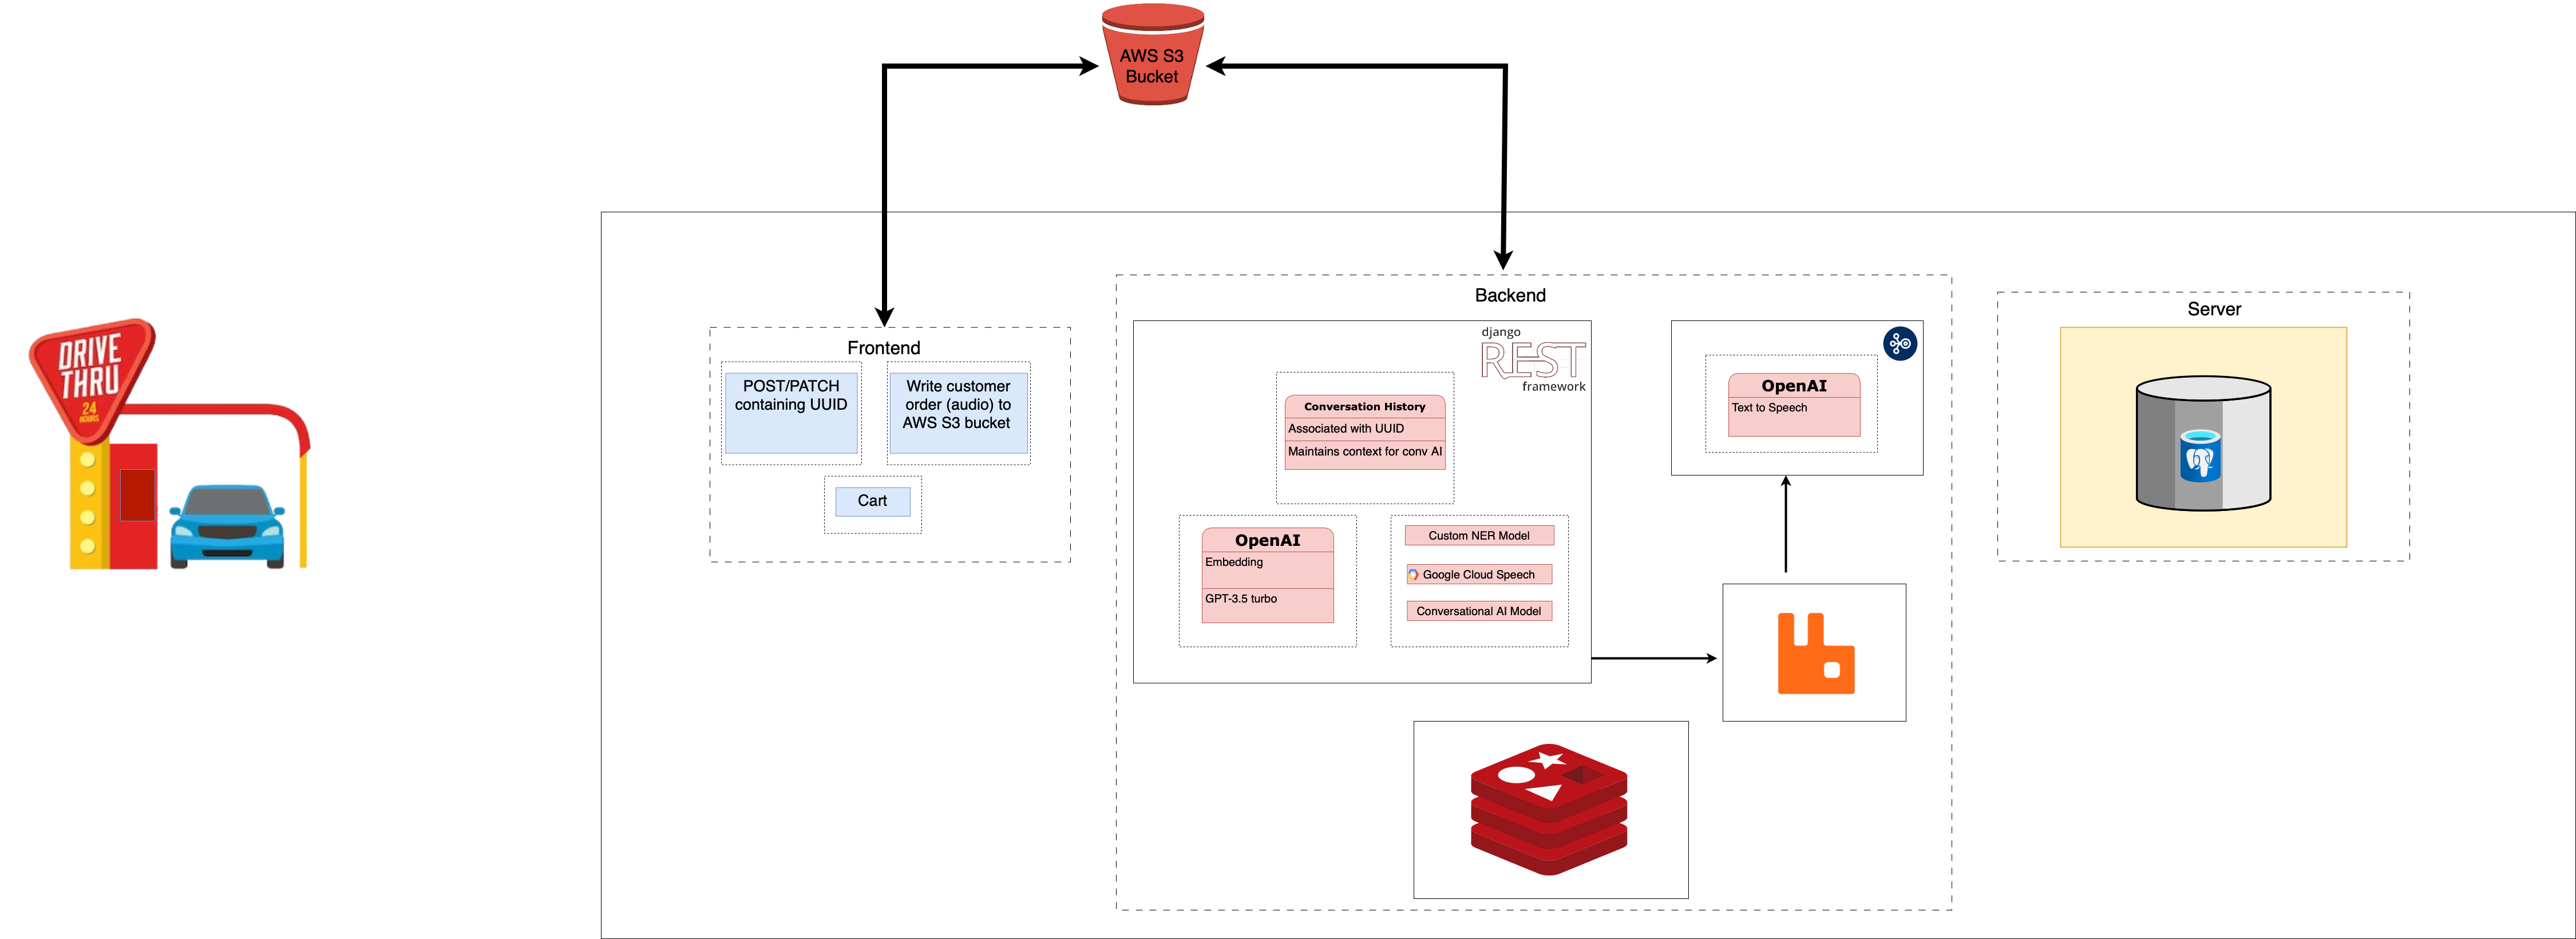 AWS S3
Bucket
DRIVE
THRU
24
HOURS
Frontend
POST/PATCH
containing UUID
Write customer
order (audio) to
AWS S3 bucket
Cart
Backend
django
REST
framework
Conversation History
Associated with UUID
Maintains context for conv AI
OpenAI
Embedding
GPT-3.5 turbo
Custom NER Model
Google Cloud Speech
Conversational AI Model
OpenAI
Text to Speech
Server